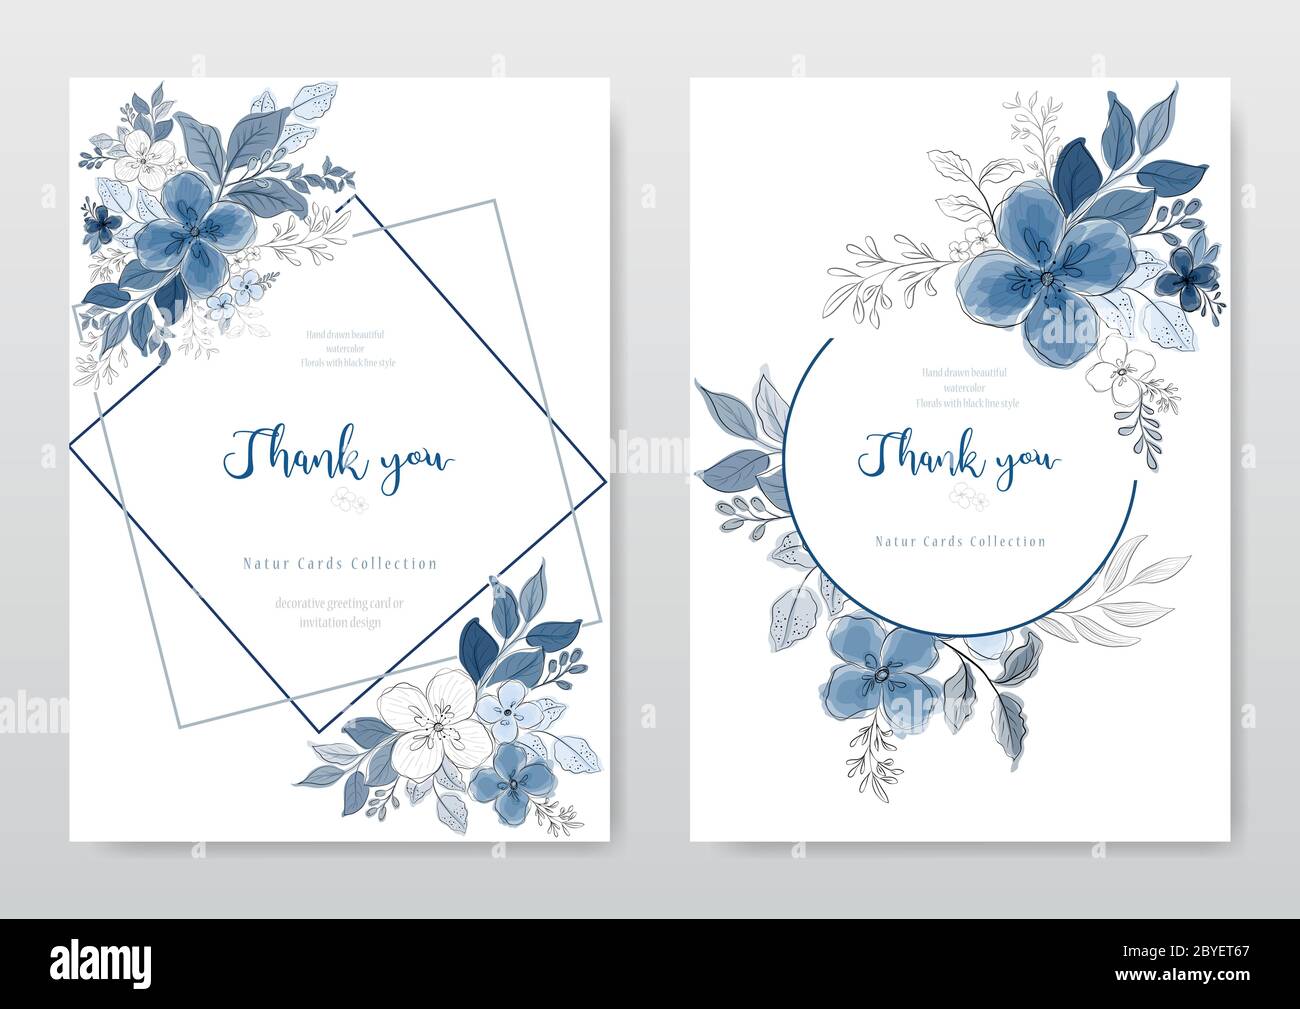 Hand drawn beautiful
watercolor
Florals with black line style
Thank you
Natur Cards Collection
decorative greeting card or
invitation design
Hand drawn beautiful
watercolor
Florals with black line style
Thank you
Natur Cards Collection
alamy
Image ID: 2BYET67
www.alamy.com